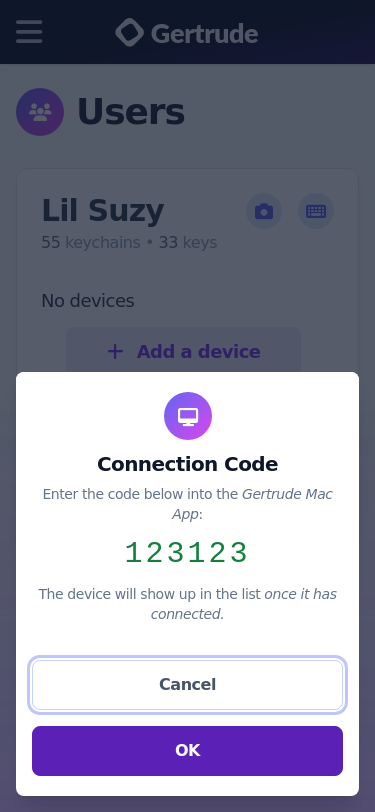 Gertrude
Users
Lil Suzy
55 keychains • 33 keys
No devices
+ Add a device
Connection Code
Enter the code below into the Gertrude Mac
App:
123123
The device will show up in the list once it has
connected.
Cancel
OK